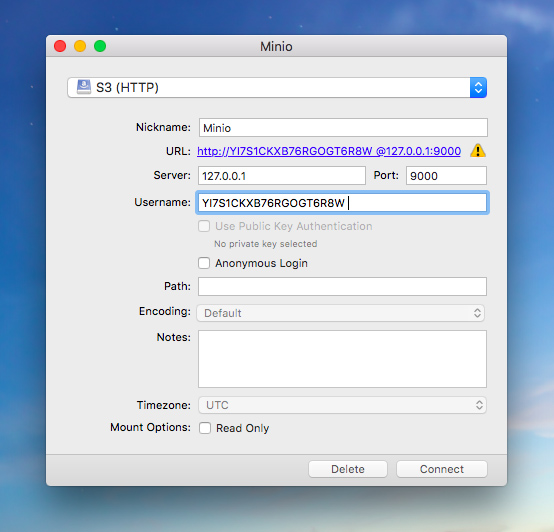 Minio
S3 (HTTP)
Nickname: Minio
URL: http://YI7S1CKXB76RGOGT6R8W @127.0.0.1:9000
Server: 127.0.0.1 Port: 9000
Username: YI7S1CKXB76RGOGT6R8W
Use Public Key Authentication
No private key selected
Anonymous Login
Path:
Encoding: Default
Notes:
Timezone: UTC
Mount Options: Read Only
Delete Connect